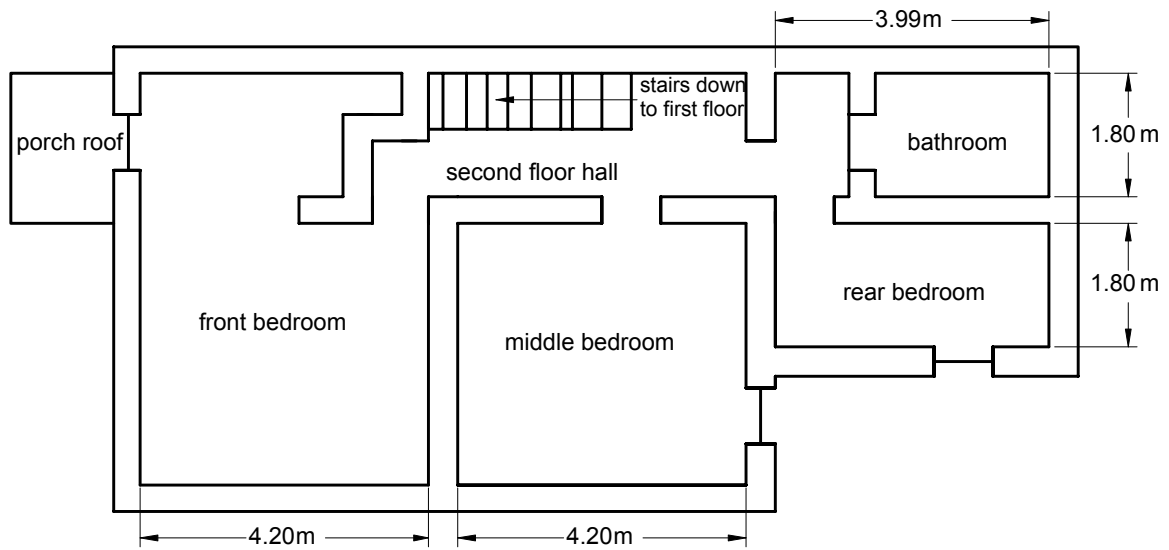 3.99m
stairs down
to first floor
porch roof
bathroom
1.80 m
second floor hall
rear bedroom
1.80 m
front bedroom
middle bedroom
4.20m
4.20m